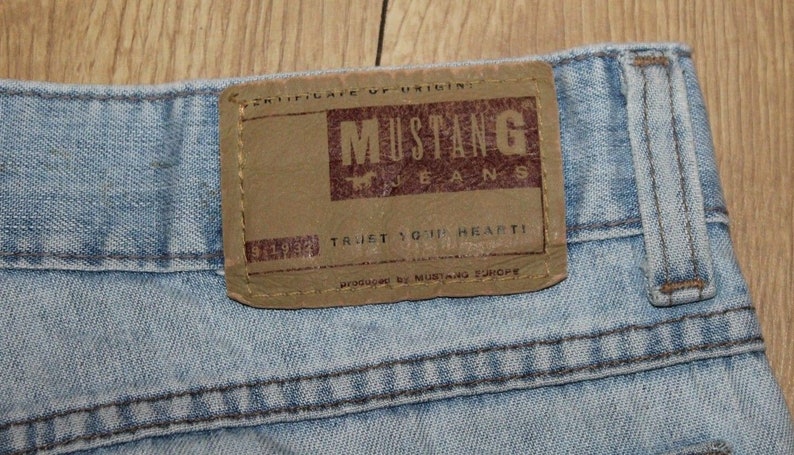 CERTIFICATE OF ORIGIN:
MUSTANG
JEANS
TRUST YOUR HEART!
produced by MUSTANG EUROPE